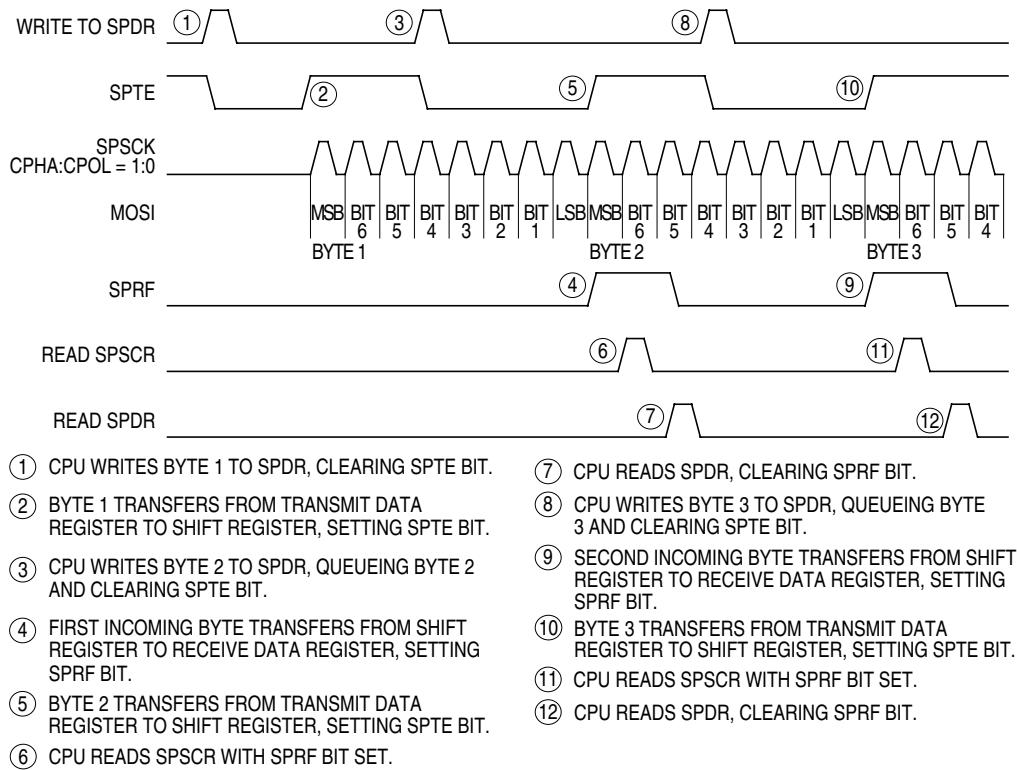 WRITE TO SPDR 1 3 8
SPTE 2 5 10
SPSCK
CPHA:CPOL = 1:0
MOSI MSB BIT 6 BIT 5 BIT 4 BIT 3 BIT 2 BIT 1 LSB MSB BIT 6 BIT 5 BIT 4 BIT 3 BIT 2 BIT 1 LSB MSB BIT 6 BIT 5 BIT 4
BYTE 1 BYTE 2 BYTE 3
SPRF 4 9
READ SPSCR 6 11
READ SPDR 7 12
1 CPU WRITES BYTE 1 TO SPDR, CLEARING SPTE BIT.
2 BYTE 1 TRANSFERS FROM TRANSMIT DATA
REGISTER TO SHIFT REGISTER, SETTING SPTE BIT.
3 CPU WRITES BYTE 2 TO SPDR, QUEUEING BYTE 2
AND CLEARING SPTE BIT.
4 FIRST INCOMING BYTE TRANSFERS FROM SHIFT
REGISTER TO RECEIVE DATA REGISTER, SETTING
SPRF BIT.
5 BYTE 2 TRANSFERS FROM TRANSMIT DATA
REGISTER TO SHIFT REGISTER, SETTING SPTE BIT.
6 CPU READS SPSCR WITH SPRF BIT SET.
7 CPU READS SPDR, CLEARING SPRF BIT.
8 CPU WRITES BYTE 3 TO SPDR, QUEUEING BYTE
3 AND CLEARING SPTE BIT.
9 SECOND INCOMING BYTE TRANSFERS FROM SHIFT
REGISTER TO RECEIVE DATA REGISTER, SETTING
SPRF BIT.
10 BYTE 3 TRANSFERS FROM TRANSMIT DATA
REGISTER TO SHIFT REGISTER, SETTING SPTE BIT.
11 CPU READS SPSCR WITH SPRF BIT SET.
12 CPU READS SPDR, CLEARING SPRF BIT.